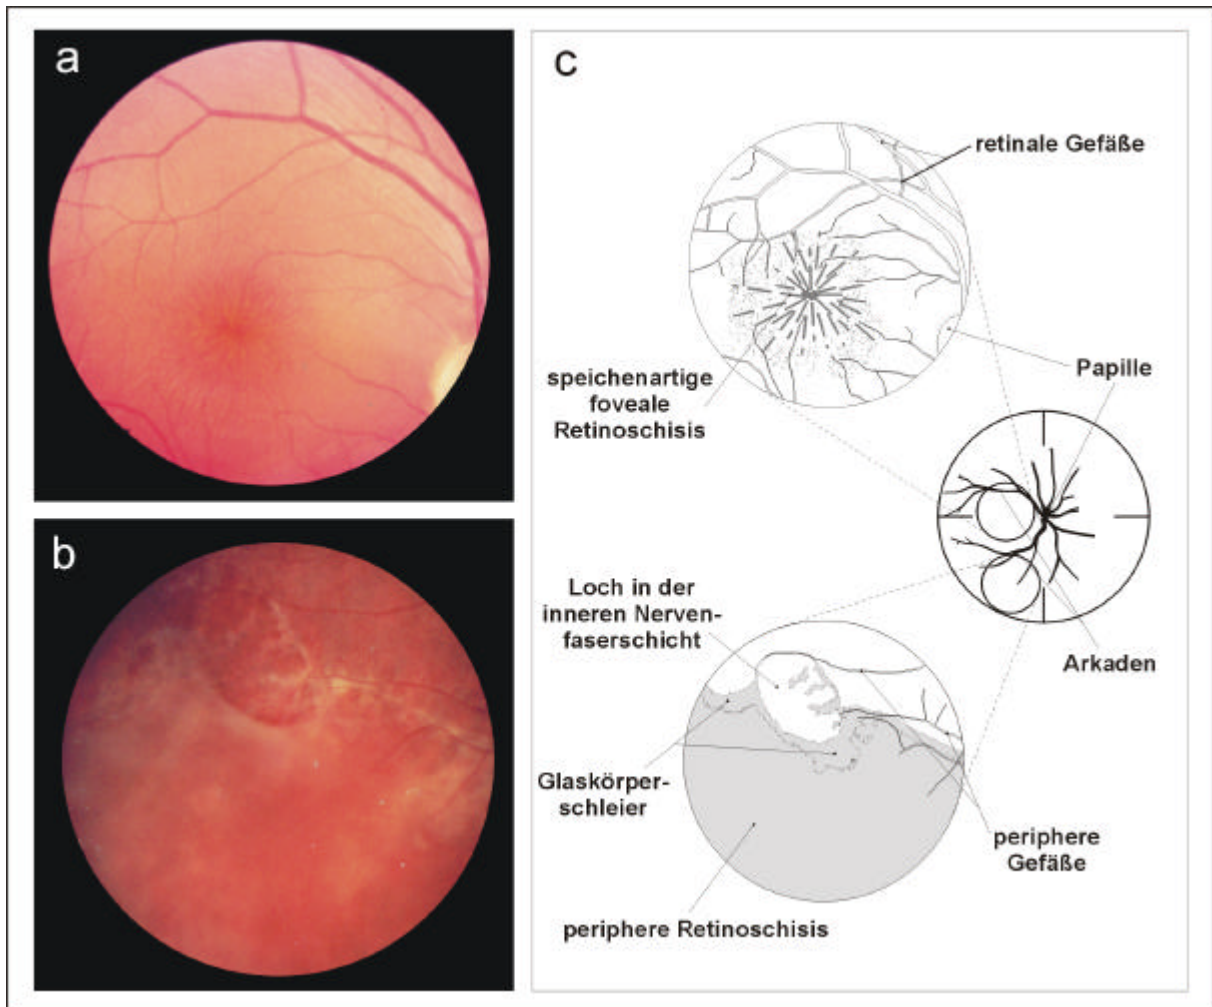 a
b
c
retinale Gefäße
Papille
speichenartige
foveale
Retinoschisis
Loch in der
inneren Nerven-
faserschicht
Arkaden
Glaskörper-
schleier
periphere
Gefäße
periphere Retinoschisis